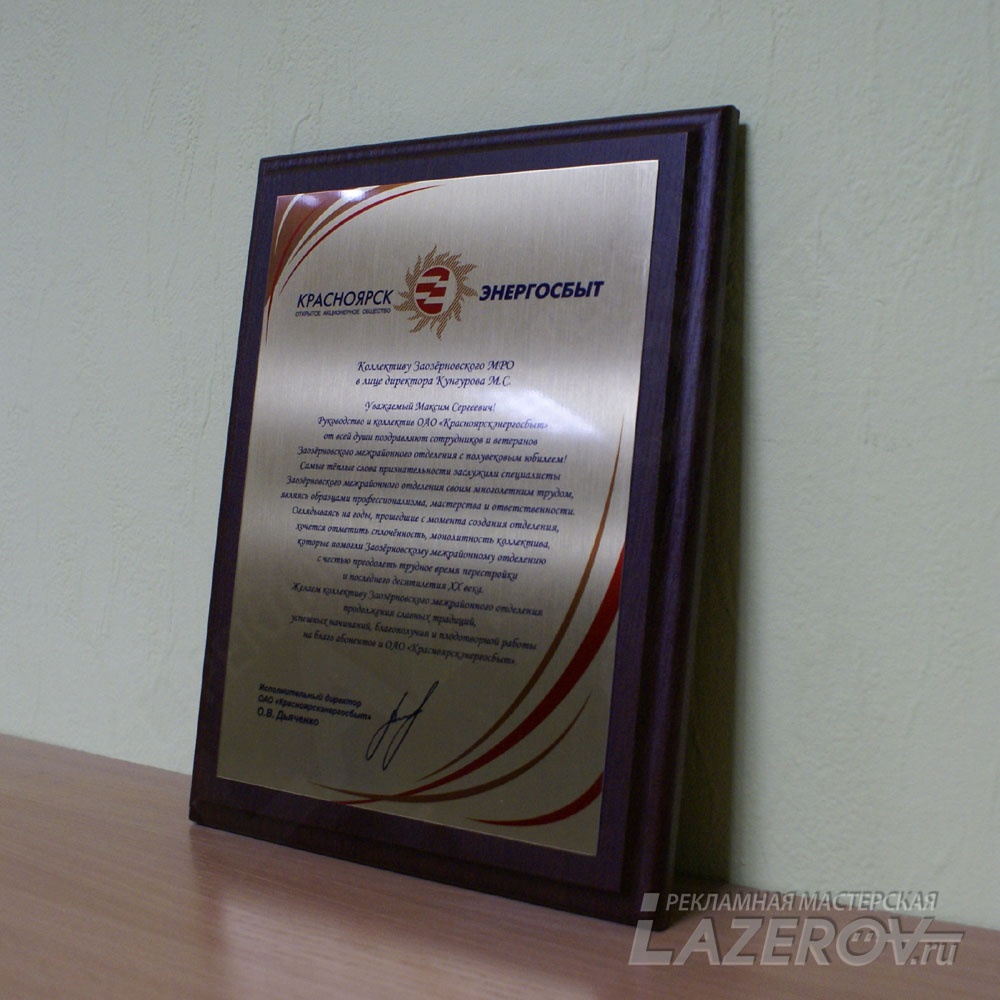 КРАСНОЯРСК ЭНЕРГОСБЫТ
ОТКРЫТОЕ АКЦИОНЕРНОЕ ОБЩЕСТВО
Коллективу Заозёрновского МРО
в лице директора Кунгурова М.С.
Уважаемый Максим Сергеевич!
Руководство и коллектив ОАО «Красноярскэнергосбыт»
от всей души поздравляют сотрудников и ветеранов
Заозёрновского межрайонного отделения с полувековым юбилеем!
Самые тёплые слова признательности заслужили специалисты
Заозёрновского межрайонного отделения своим многолетним трудом,
являясь образцами профессионализма, мастерства и ответственности.
Оглядываясь на годы, прошедшие с момента создания отделения,
хочется отметить сплочённость, монолитность коллектива,
которые помогли Заозёрновскому межрайонному отделению
с честью преодолеть трудное время перестройки
и последнего десятилетия XX века.
Желаем коллективу Заозёрновского межрайонного отделения
продолжения славных традиций,
успешных начинаний, благополучия и плодотворной работы
на благо абонентов и ОАО «Красноярскэнергосбыт».
Исполнительный директор
ОАО «Красноярскэнергосбыт»
О.В. Дьяченко
РЕКЛАМНАЯ МАСТЕРСКАЯ
LAZEROV.ru